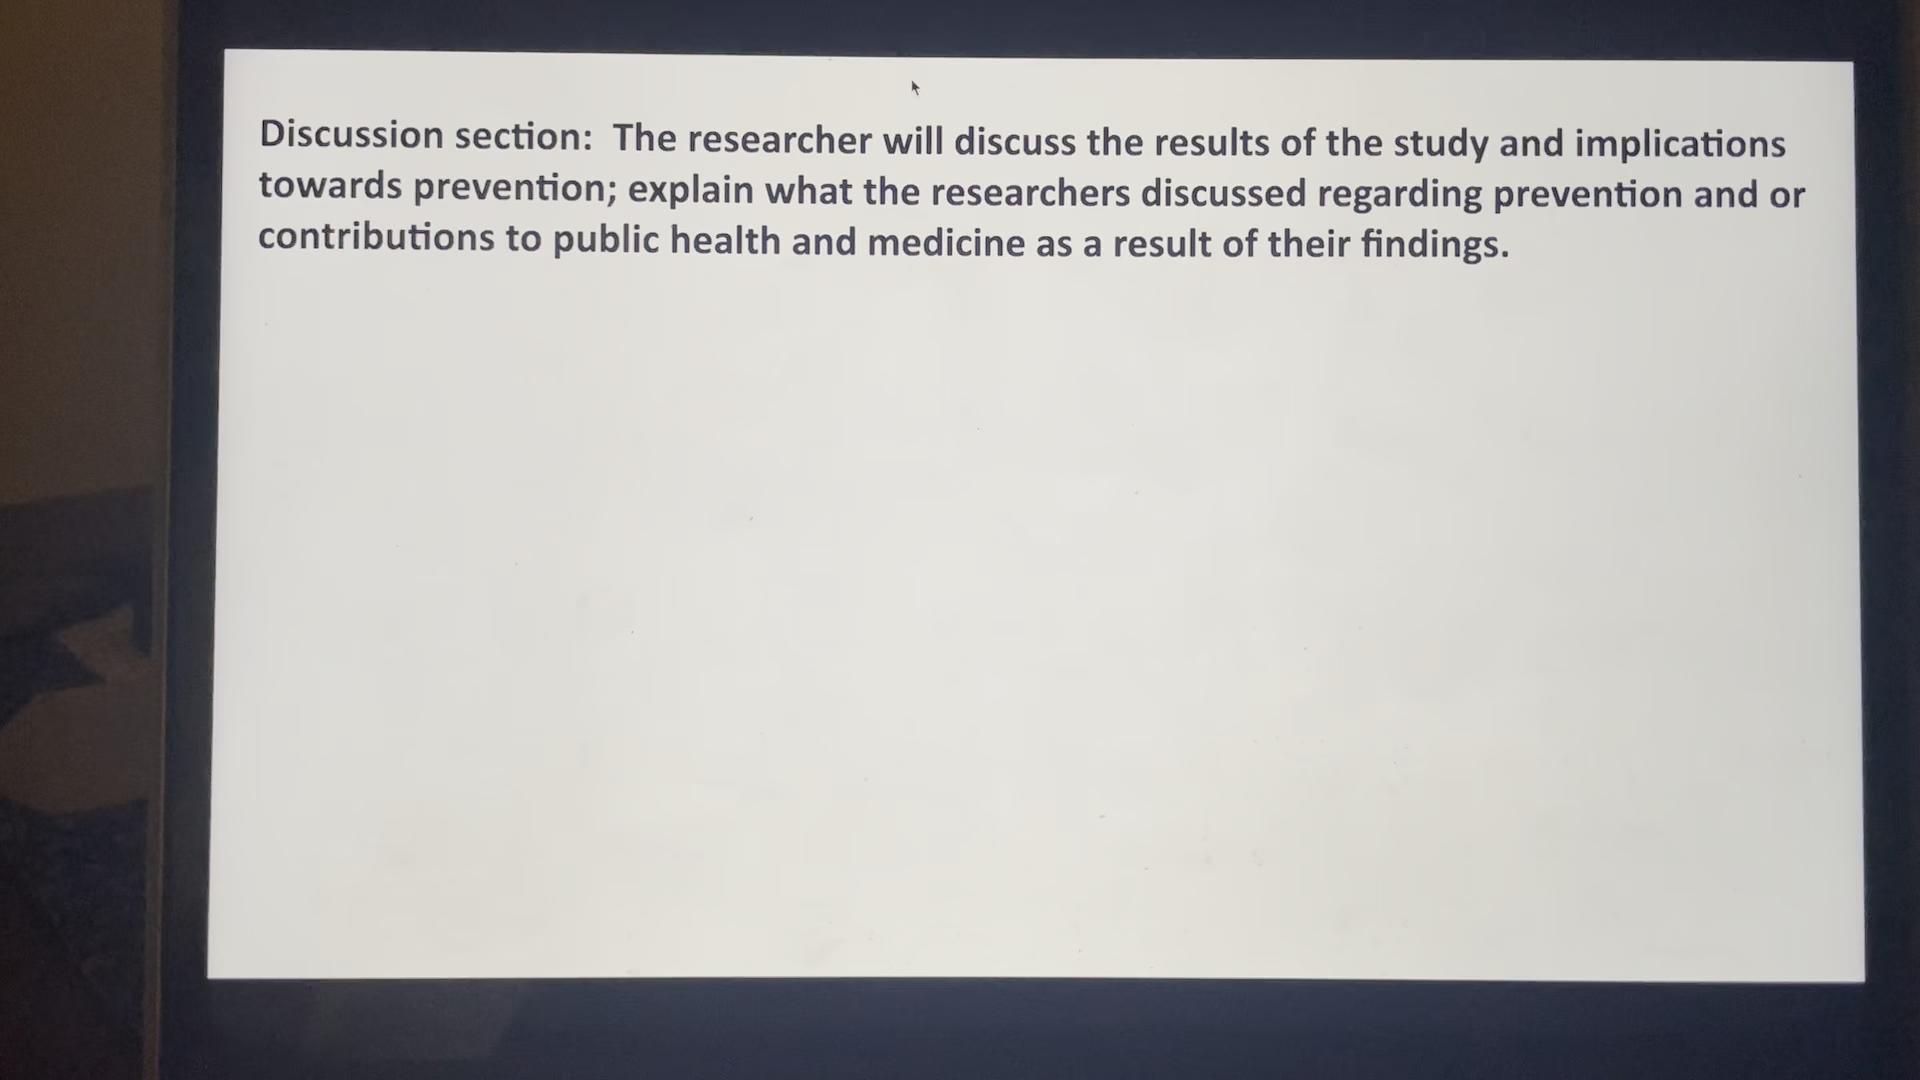 Discussion section:  The researcher will discuss the results of the study and implications
towards prevention; explain what the researchers discussed regarding prevention and or
contributions to public health and medicine as a result of their findings.